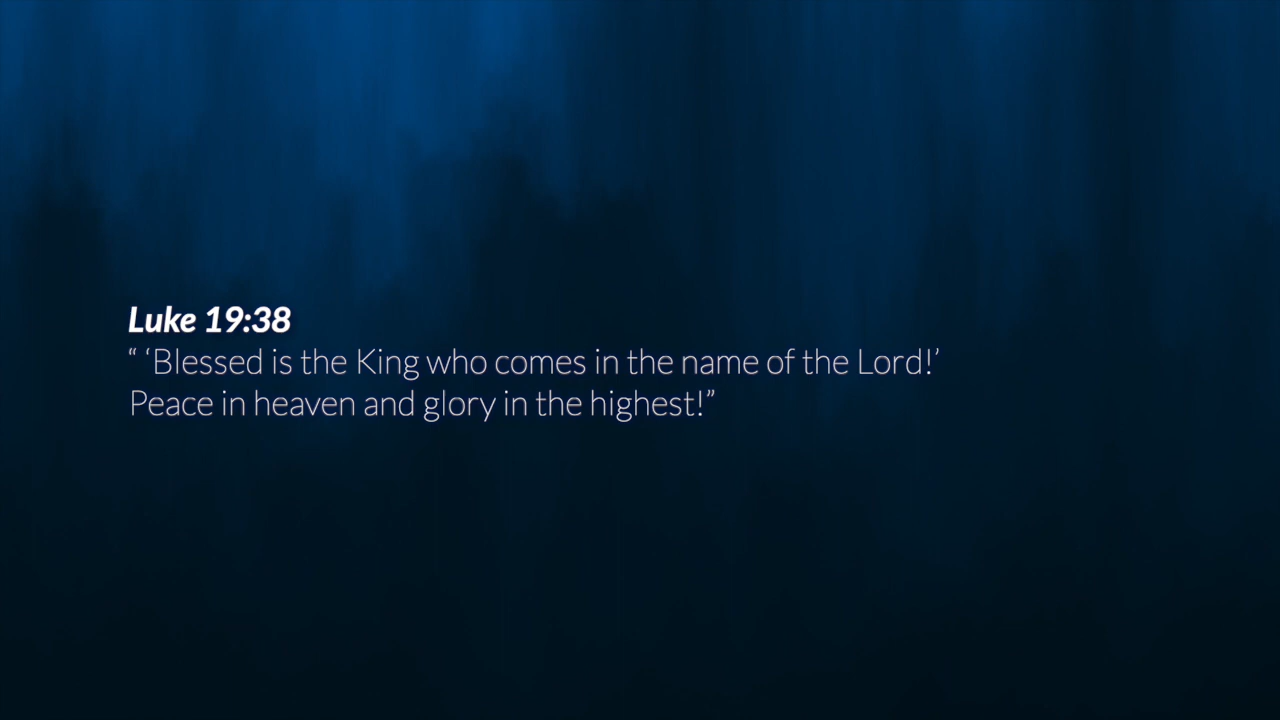 Luke 19:38
“ ‘Blessed is the King who comes in the name of the Lord!’
Peace in heaven and glory in the highest!”